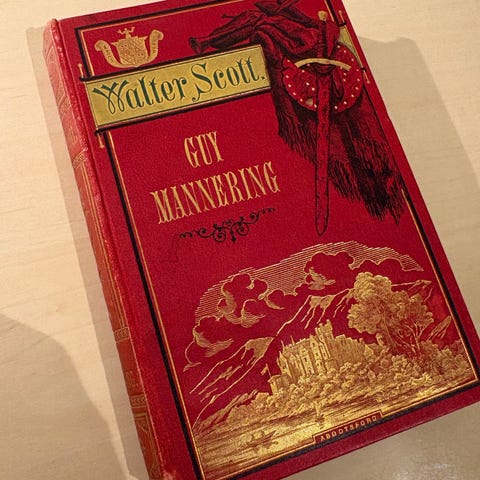 Walter Scott.
GUY
MANNERING
ABBOTSFORD